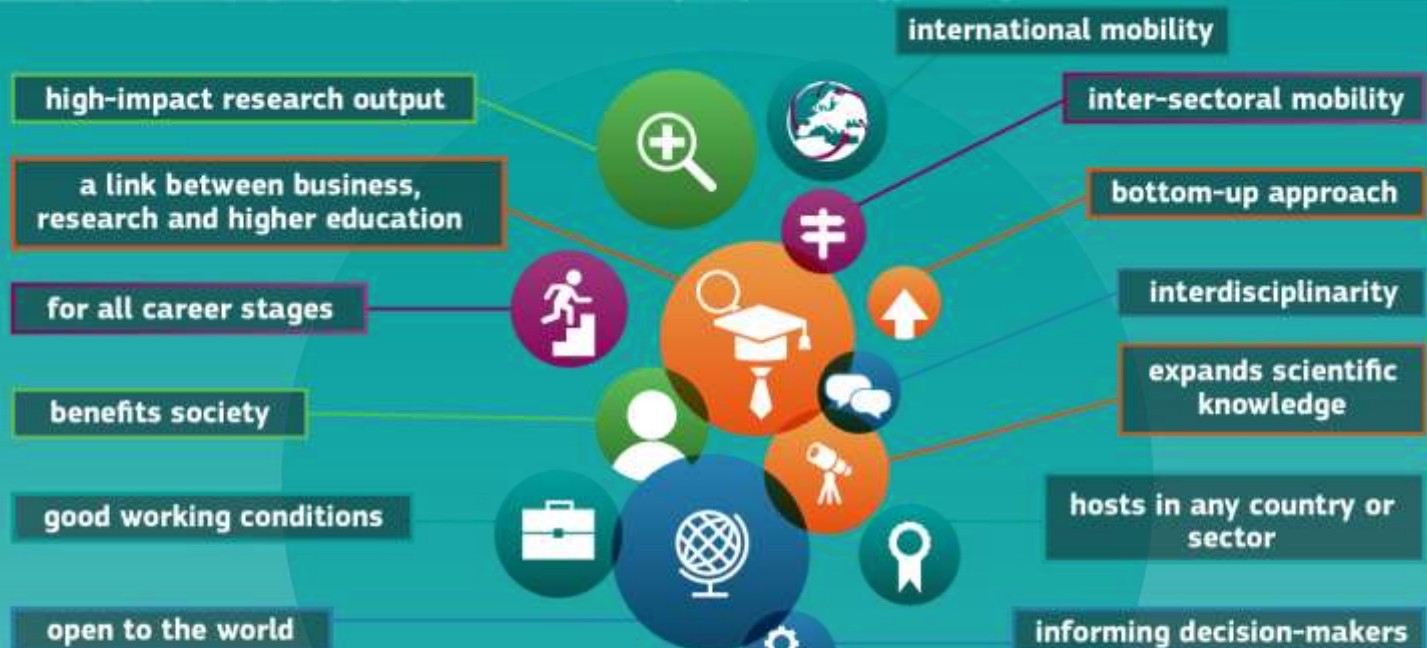 international mobility
high-impact research output
inter-sectoral mobility
a link between business,
research and higher education
bottom-up approach
for all career stages
interdisciplinarity
expands scientific
knowledge
benefits society
good working conditions
hosts in any country or
sector
open to the world
informing decision-makers